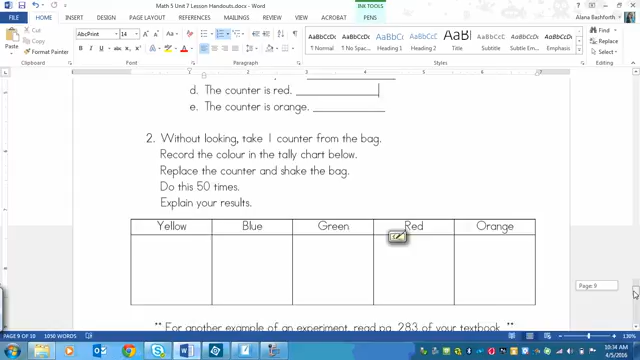 Math 5 Unit 7 Lesson Handouts.docx - Word
INK TOOLS
FILE HOME INSERT DESIGN PAGE LAYOUT REFERENCES MAILINGS REVIEW VIEW ADD-INS PENS
Alana Bashforth
Paste
Cut
Copy
Format Painter
Clipboard
AbcPrint 14
Font
Paragraph
AaBbCcDc AaBbCcDc AaBbC AaBbCc AaB AaBbCcD AaBbCcDc AaBbCcDc
¶ Normal ¶ No Spac... Heading 1 Heading 2 Title Subtitle Subtle Em... Emphasis
Styles
Find
Replace
Select
Editing
d. The counter is red.
e. The counter is orange.
2. Without looking, take 1 counter from the bag.
Record the colour in the tally chart below.
Replace the counter and shake the bag.
Do this 50 times.
Explain your results.
Yellow Blue Green Red Orange
** For another example of an experiment, read pg. 283 of your textbook. **
Page: 9
PAGE 9 OF 10 1050 WORDS
130%
10:34 AM
4/5/2016